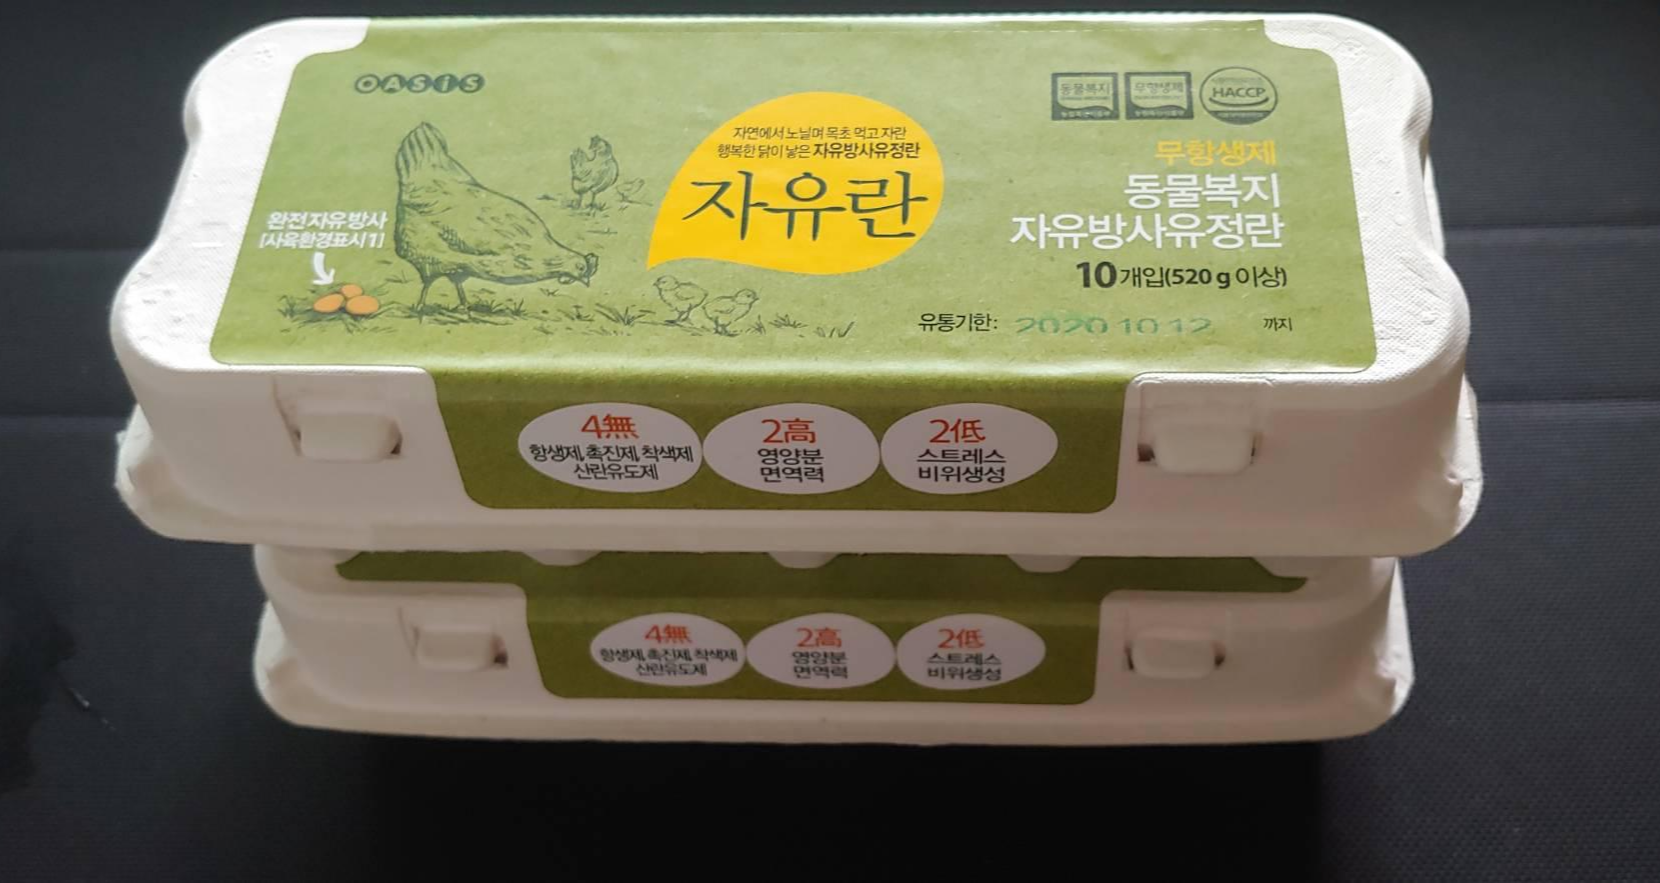 OASIS
자연에서 노닐며 목초 먹고 자란
행복한 닭이 낳은 자유방사유정란
자유란
완전자유방사
[사육환경표시1]
동물복지
무항생제
HACCP
무항생제
동물복지
자유방사유정란
10개입(520g이상)
유통기한: 2020 10 12 까지
4無
항생제, 촉진제, 착색제
산란유도제
2高
영양분
면역력
2低
스트레스
비위생성
4無
항생제, 촉진제, 착색제
산란유도제
2高
영양분
면역력
2低
스트레스
비위생성